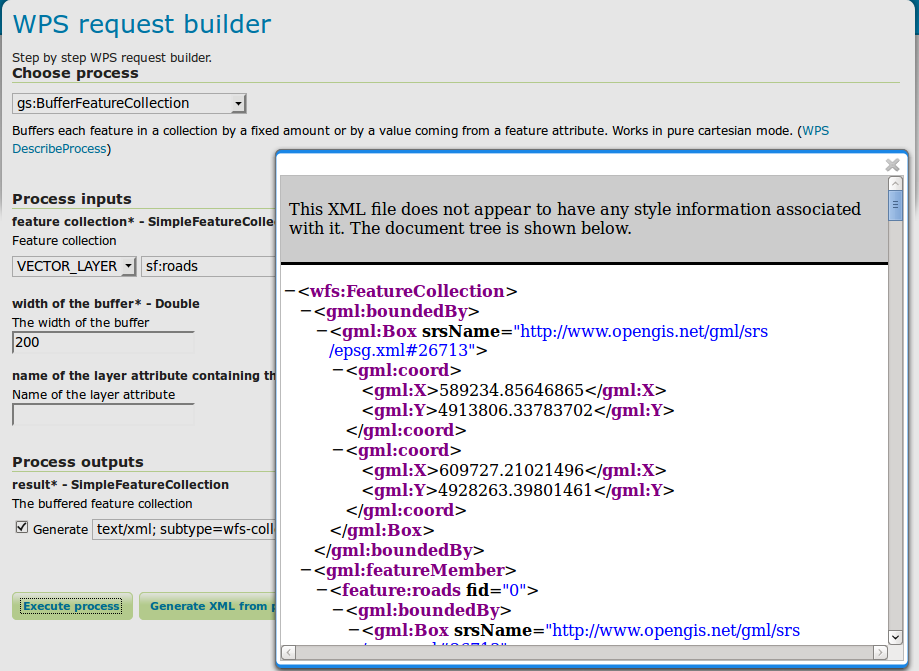 WPS request builder
Step by step WPS request builder.
Choose process
gs:BufferFeatureCollection
Buffers each feature in a collection by a fixed amount or by a value coming from a feature attribute. Works in pure cartesian mode. (WPS
DescribeProcess)
Process inputs
feature collection* - SimpleFeatureColle
Feature collection
VECTOR_LAYER sf:roads
width of the buffer* - Double
The width of the buffer
200
name of the layer attribute containing th
Name of the layer attribute
Process outputs
result* - SimpleFeatureCollection
The buffered feature collection
Generate text/xml; subtype=wfs-coll
Execute process Generate XML from p
This XML file does not appear to have any style information associated
with it. The document tree is shown below.
−<wfs:FeatureCollection>
−<gml:boundedBy>
−<gml:Box srsName="http://www.opengis.net/gml/srs
/epsg.xml#26713">
−<gml:coord>
<gml:X>589234.85646865</gml:X>
<gml:Y>4913806.33783702</gml:Y>
</gml:coord>
−<gml:coord>
<gml:X>609727.21021496</gml:X>
<gml:Y>4928263.39801461</gml:Y>
</gml:coord>
</gml:Box>
</gml:boundedBy>
−<gml:featureMember>
−<feature:roads fid="0">
−<gml:boundedBy>
−<gml:Box srsName="http://www.opengis.net/gml/srs